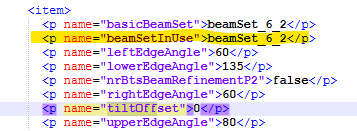 <item>
<p name="basicBeamSet">beamSet_6_2</p>
<p name="beamSetInUse">beamSet_6_2</p>
<p name="leftEdgeAngle">60</p>
<p name="lowerEdgeAngle">135</p>
<p name="nrBtsBeamRefinementP2">false</p>
<p name="rightEdgeAngle">60</p>
<p name="tiltOffset">0</p>
<p name="upperEdgeAngle">80</p>